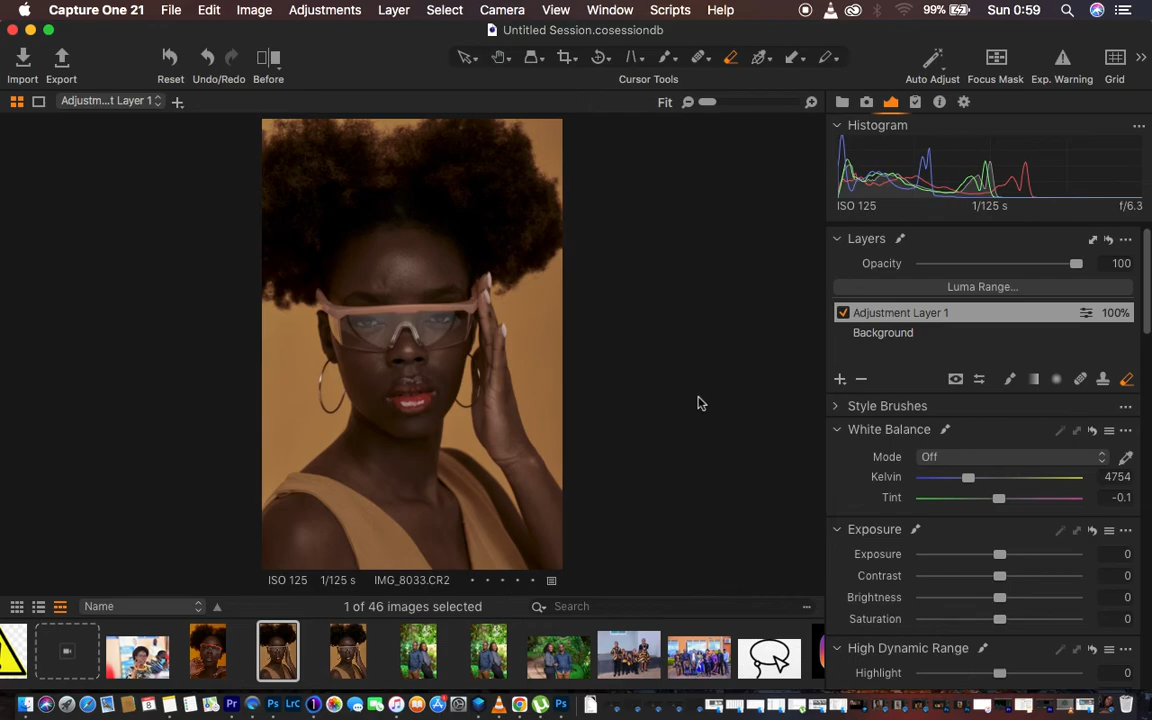 Capture One 21 File Edit Image Adjustments Layer Select Camera View Window Scripts Help 99% Sun 0:59
Untitled Session.cosessiondb
Import Export Reset Undo/Redo Before Cursor Tools Auto Adjust Focus Mask Exp. Warning Grid
Adjustm...t Layer 1 Fit
Histogram
ISO 125 1/125 s f/6.3
Layers
Opacity 100
Luma Range...
Adjustment Layer 1 100%
Background
Style Brushes
White Balance
Mode Off
Kelvin 4754
Tint -0.1
Exposure
Exposure 0
Contrast 0
Brightness 0
Saturation 0
High Dynamic Range
Highlight 0
ISO 125 1/125 s IMG_8033.CR2
Name 1 of 46 images selected Search
8 Pr Ps LrC Ps